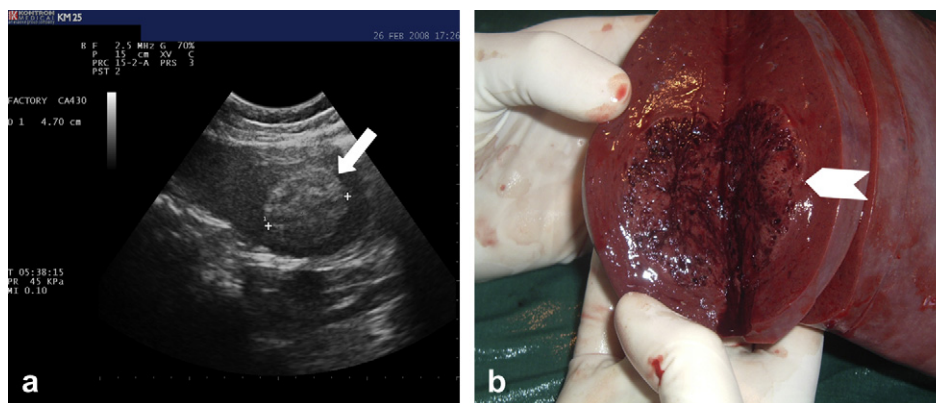 KONTRON
MEDICAL KM25
26 FEB 2008 17:26
B F 2.5 MHz G 70%
P 15 cm XV C
PRC 15-2-A PRS 3
PST 2
FACTORY CA430
D 1 4.70 cm
T 05:38:15
PR 45 KPa
MI 0.10
a
b